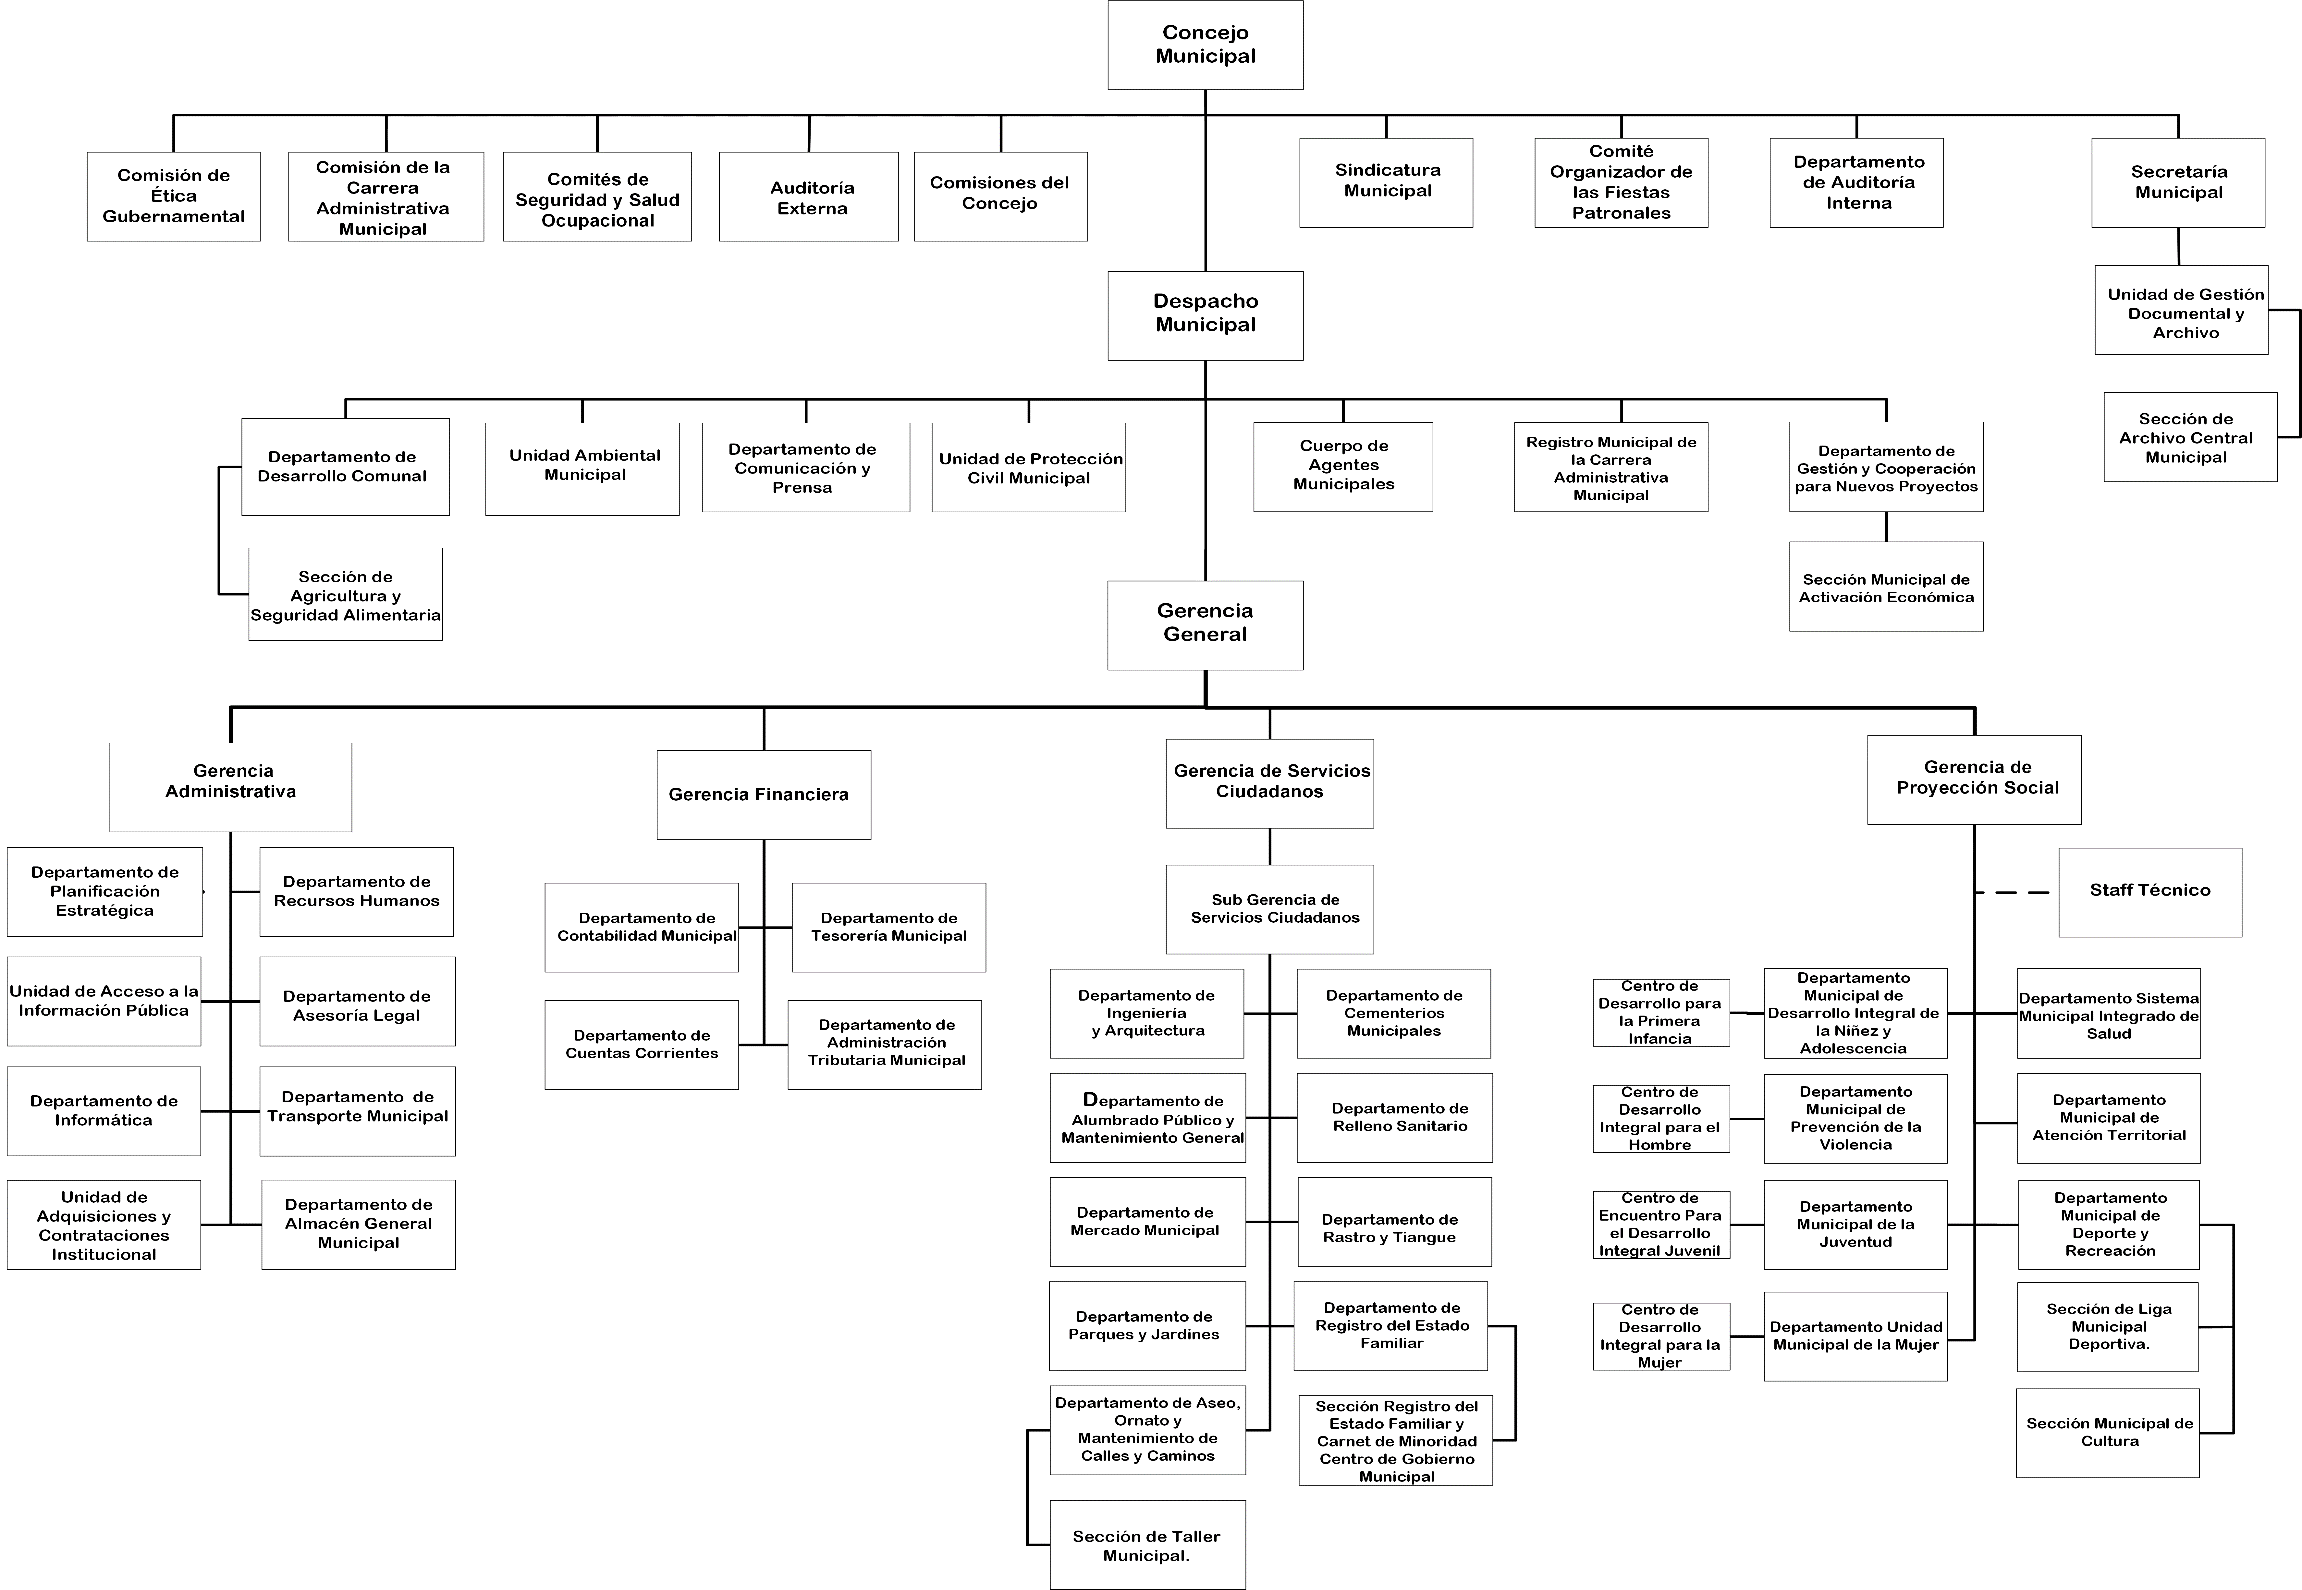 Concejo
Municipal
Comisión de
Ética
Gubernamental
Comisión de la
Carrera
Administrativa
Municipal
Comités de
Seguridad y Salud
Ocupacional
Auditoría
Externa
Comisiones del
Concejo
Sindicatura
Municipal
Comité
Organizador de
las Fiestas
Patronales
Departamento
de Auditoría
Interna
Secretaría
Municipal
Unidad de Gestión
Documental y
Archivo
Sección de
Archivo Central
Municipal
Despacho
Municipal
Departamento de
Desarrollo Comunal
Unidad Ambiental
Municipal
Departamento de
Comunicación y
Prensa
Unidad de Protección
Civil Municipal
Cuerpo de
Agentes
Municipales
Registro Municipal de
la Carrera
Administrativa
Municipal
Departamento de
Gestión y Cooperación
para Nuevos Proyectos
Sección de
Agricultura y
Seguridad Alimentaria
Sección Municipal de
Activación Económica
Gerencia
General
Gerencia
Administrativa
Gerencia Financiera
Gerencia de Servicios
Ciudadanos
Gerencia de
Proyección Social
Departamento de
Planificación
Estratégica
Departamento de
Recursos Humanos
Unidad de Acceso a la
Información Pública
Departamento de
Asesoría Legal
Departamento de
Informática
Departamento  de
Transporte Municipal
Unidad de
Adquisiciones y
Contrataciones
Institucional
Departamento de
Almacén General
Municipal
Departamento de
Contabilidad Municipal
Departamento de
Tesorería Municipal
Departamento de
Cuentas Corrientes
Departamento de
Administración
Tributaria Municipal
Sub Gerencia de
Servicios Ciudadanos
Departamento de
Ingeniería
y Arquitectura
Departamento de
Cementerios
Municipales
Departamento de
Alumbrado Público y
Mantenimiento General
Departamento de
Relleno Sanitario
Departamento de
Mercado Municipal
Departamento de
Rastro y Tiangue
Departamento de
Parques y Jardines
Departamento de
Registro del Estado
Familiar
Departamento de Aseo,
Ornato y
Mantenimiento de
Calles y Caminos
Sección Registro del
Estado Familiar y
Carnet de Minoridad
Centro de Gobierno
Municipal
Sección de Taller
Municipal.
Staff Técnico
Centro de
Desarrollo para
la Primera
Infancia
Departamento
Municipal de
Desarrollo Integral de
la Niñez y
Adolescencia
Departamento Sistema
Municipal Integrado de
Salud
Centro de
Desarrollo
Integral para el
Hombre
Departamento
Municipal de
Prevención de la
Violencia
Departamento
Municipal de
Atención Territorial
Centro de
Encuentro Para
el Desarrollo
Integral Juvenil
Departamento
Municipal de la
Juventud
Departamento
Municipal de
Deporte y
Recreación
Centro de
Desarrollo
Integral para la
Mujer
Departamento Unidad
Municipal de la Mujer
Sección de Liga
Municipal
Deportiva.
Sección Municipal de
Cultura